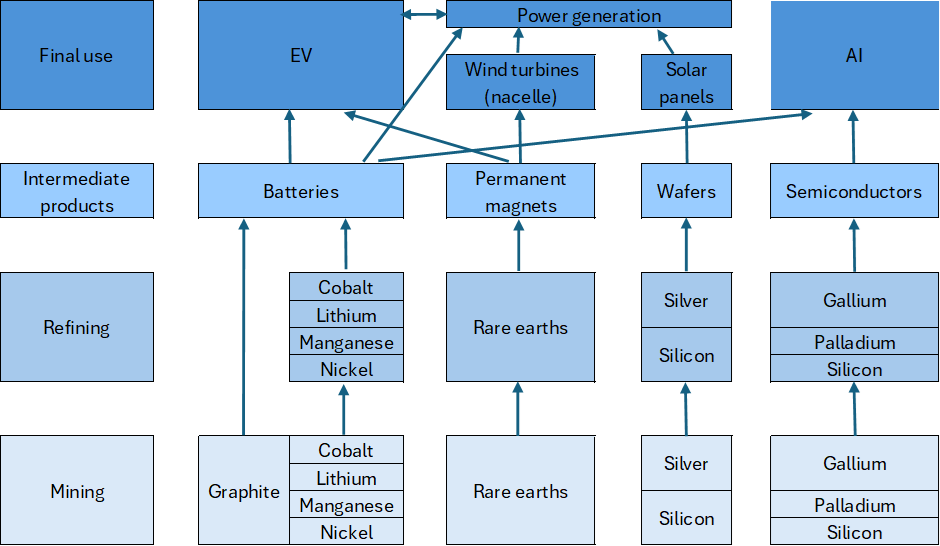 Final use
EV
Power generation
Wind turbines
(nacelle)
Solar
panels
AI
Intermediate
products
Batteries
Permanent
magnets
Wafers
Semiconductors
Refining
Cobalt
Lithium
Manganese
Nickel
Rare earths
Silver
Silicon
Gallium
Palladium
Silicon
Mining
Graphite
Cobalt
Lithium
Manganese
Nickel
Rare earths
Silver
Silicon
Gallium
Palladium
Silicon